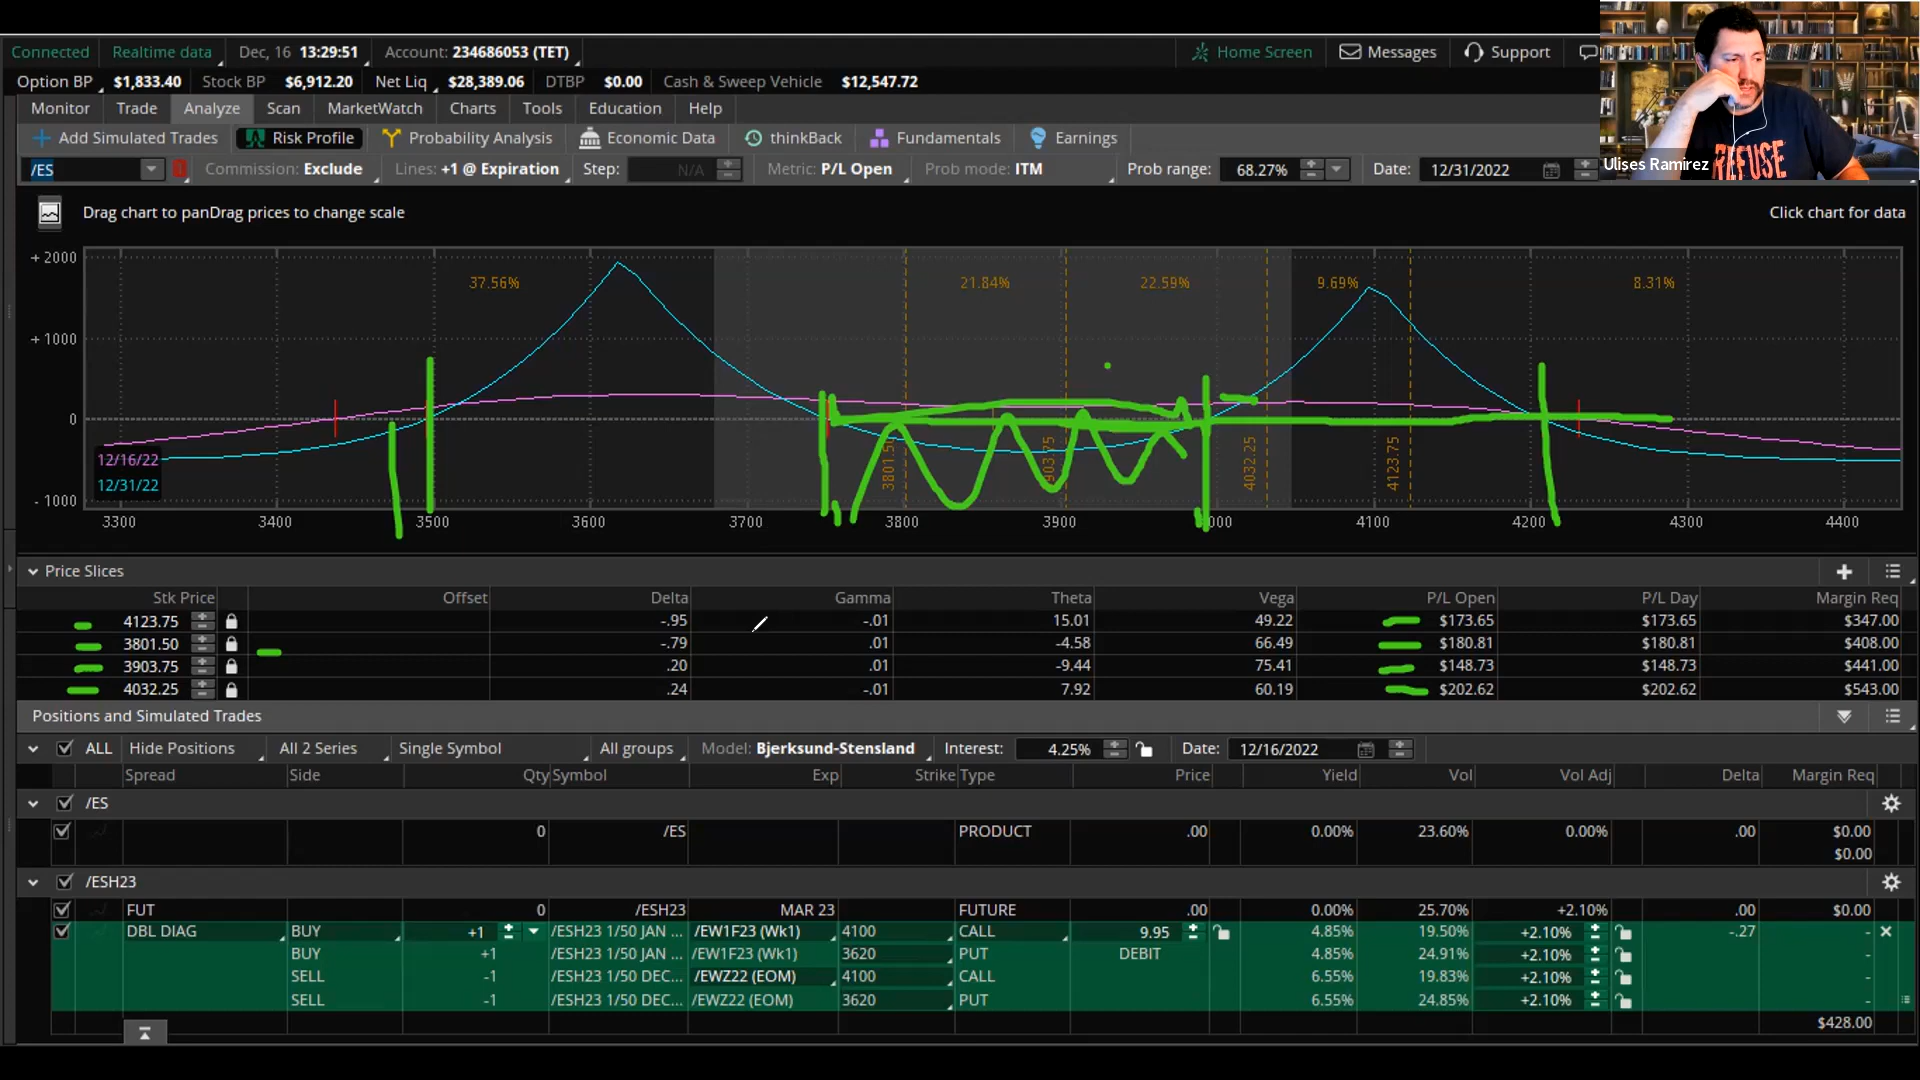 Connected Realtime data Dec, 16 13:29:51 Account: 234686053 (TET) Home Screen Messages Support
Option BP $1,833.40 Stock BP $6,912.20 Net Liq $28,389.06 DTBP $0.00 Cash & Sweep Vehicle $12,547.72
Monitor Trade Analyze Scan MarketWatch Charts Tools Education Help
Add Simulated Trades Risk Profile Probability Analysis Economic Data thinkBack Fundamentals Earnings
/ES Commission: Exclude Lines: +1 @ Expiration Step: N/A Metric: P/L Open Prob mode: ITM Prob range: 68.27% Date: 12/31/2022
Ulises Ramirez
REFUSE
Drag chart to panDrag prices to change scale Click chart for data
+2000
37.56% 21.84% 22.59% 9.69% 8.31%
+1000
0
4032.25 4123.75
12/16/22
12/31/22
-1000
3300 3400 3500 3600 3700 3800 3900 4100 4200 4300 4400
Price Slices
Stk Price Offset Delta Gamma Theta Vega P/L Open P/L Day Margin Req
4123.75 -.95 -.01 15.01 49.22 $173.65 $173.65 $347.00
3801.50 -.79 .01 -4.58 66.49 $180.81 $180.81 $408.00
3903.75 .20 .01 -9.44 75.41 $148.73 $148.73 $441.00
4032.25 .24 -.01 7.92 60.19 $202.62 $202.62 $543.00
Positions and Simulated Trades
ALL Hide Positions All 2 Series Single Symbol All groups Model: Bjerksund-Stensland Interest: 4.25% Date: 12/16/2022
Spread Side Qty Symbol Exp Strike Type Price Yield Vol Vol Adj Delta Margin Req
/ES
0 /ES PRODUCT .00 0.00% 23.60% 0.00% .00 $0.00
$0.00
/ESH23
FUT 0 /ESH23 MAR 23 FUTURE .00 0.00% 25.70% +2.10% .00 $0.00
DBL DIAG BUY +1 /ESH23 1/50 JAN ... /EW1F23 (Wk1) 4100 CALL 9.95 4.85% 19.50% +2.10% -.27 -
BUY +1 /ESH23 1/50 JAN ... /EW1F23 (Wk1) 3620 PUT DEBIT 4.85% 24.91% +2.10% -
SELL -1 /ESH23 1/50 DEC... /EWZ22 (EOM) 4100 CALL 6.55% 19.83% +2.10% -
SELL -1 /ESH23 1/50 DEC... /EWZ22 (EOM) 3620 PUT 6.55% 24.85% +2.10% -
$428.00